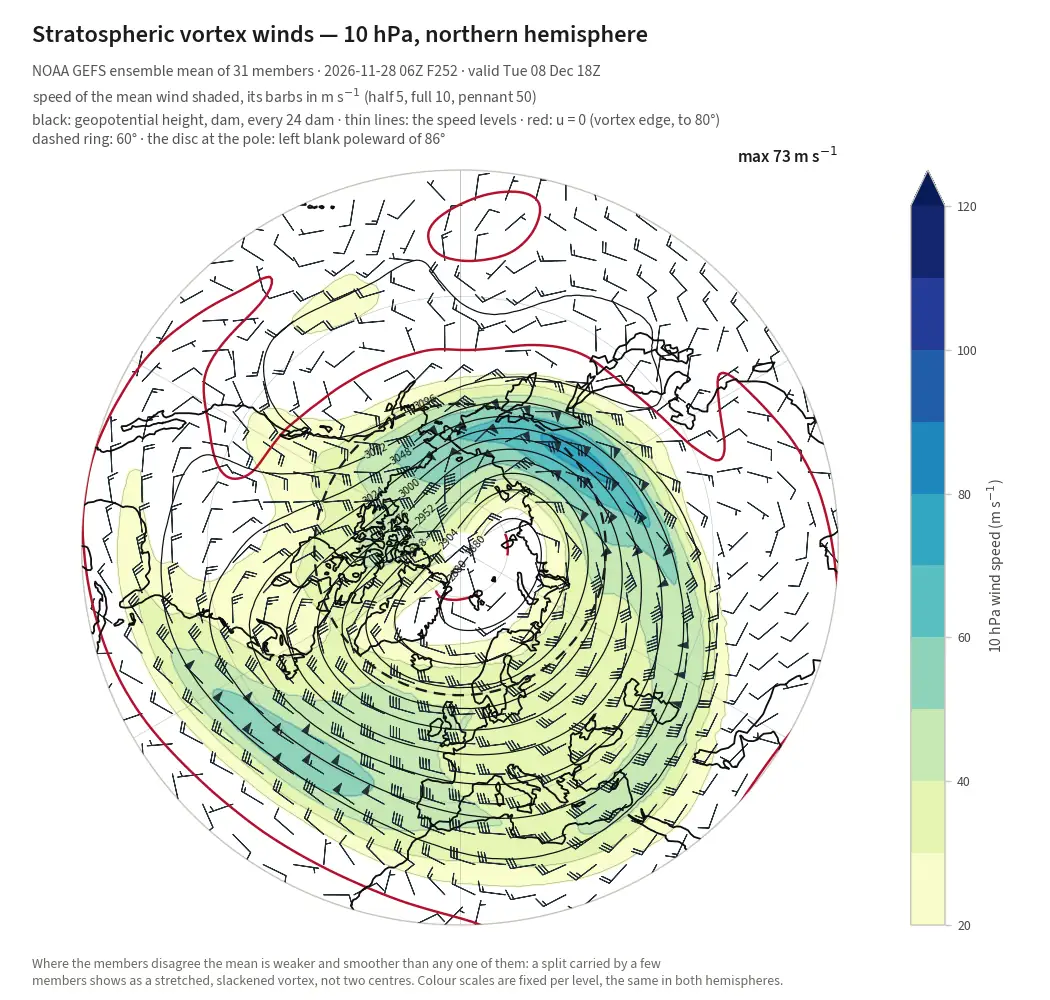 Stratospheric vortex winds — 10 hPa, northern hemisphere
NOAA GEFS ensemble mean of 31 members · 2026-11-28 06Z F252 · valid Tue 08 Dec 18Z
speed of the mean wind shaded, its barbs in m s⁻¹ (half 5, full 10, pennant 50)
black: geopotential height, dam, every 24 dam · thin lines: the speed levels · red: u = 0 (vortex edge, to 80°)
dashed ring: 60° · the disc at the pole: left blank poleward of 86°
max 73 m s⁻¹
120
100
80
60
40
20
10 hPa wind speed (m s⁻¹)
3096
3048
3024
3000
2952
Where the members disagree the mean is weaker and smoother than any one of them: a split carried by a few
members shows as a stretched, slackened vortex, not two centres. Colour scales are fixed per level, the same in both hemispheres.